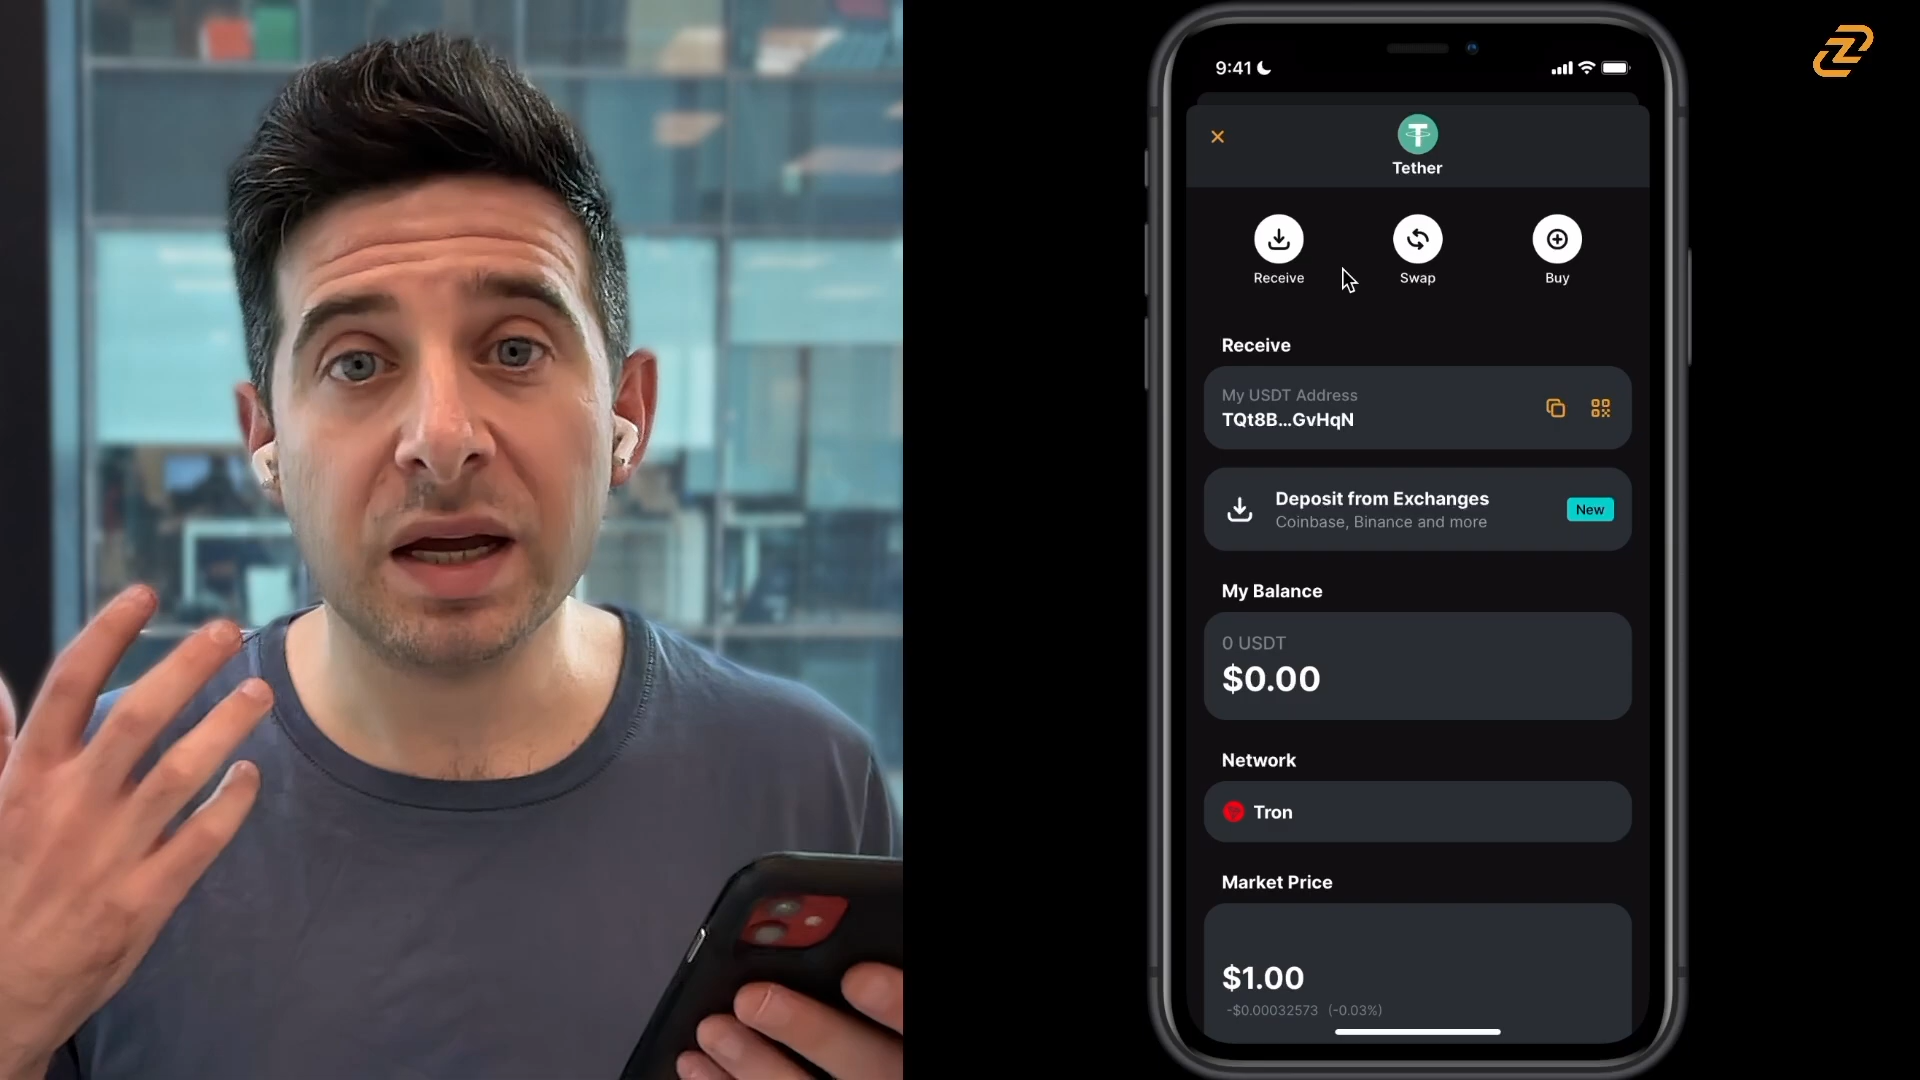 9:41
Tether
Receive
Swap
Buy
Receive
My USDT Address
TQt8B...GvHqN
Deposit from Exchanges
Coinbase, Binance and more
New
My Balance
0 USDT
$0.00
Network
Tron
Market Price
$1.00
-$0.00032573 (-0.03%)